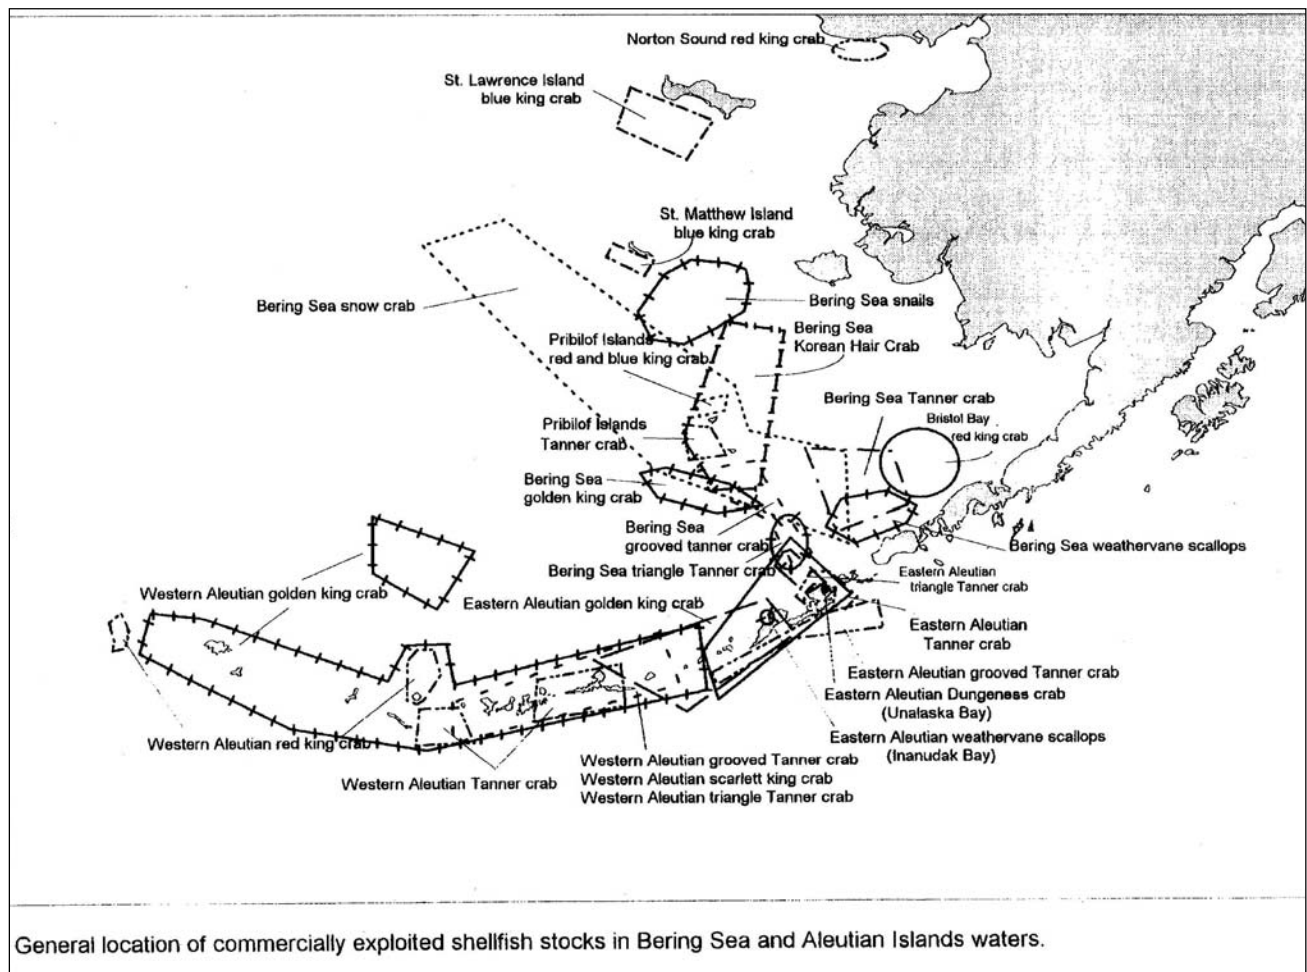 Norton Sound red king crab
St. Lawrence Island
blue king crab
St. Matthew Island
blue king crab
Bering Sea snow crab
Bering Sea snails
Bering Sea
Korean Hair Crab
Pribilof Islands
red and blue king crab
Bering Sea Tanner crab
Bristol Bay
red king crab
Pribilof Islands
Tanner crab
Bering Sea
golden king crab
Bering Sea
grooved tanner crab
Bering Sea weathervane scallops
Bering Sea triangle Tanner crab
Eastern Aleutian
triangle Tanner crab
Western Aleutian golden king crab
Eastern Aleutian golden king crab
Eastern Aleutian
Tanner crab
Eastern Aleutian grooved Tanner crab
Eastern Aleutian Dungeness crab
(Unalaska Bay)
Eastern Aleutian weathervane scallops
(Inanudak Bay)
Western Aleutian red king crab
Western Aleutian Tanner crab
Western Aleutian grooved Tanner crab
Western Aleutian scarlett king crab
Western Aleutian triangle Tanner crab
General location of commercially exploited shellfish stocks in Bering Sea and Aleutian Islands waters.